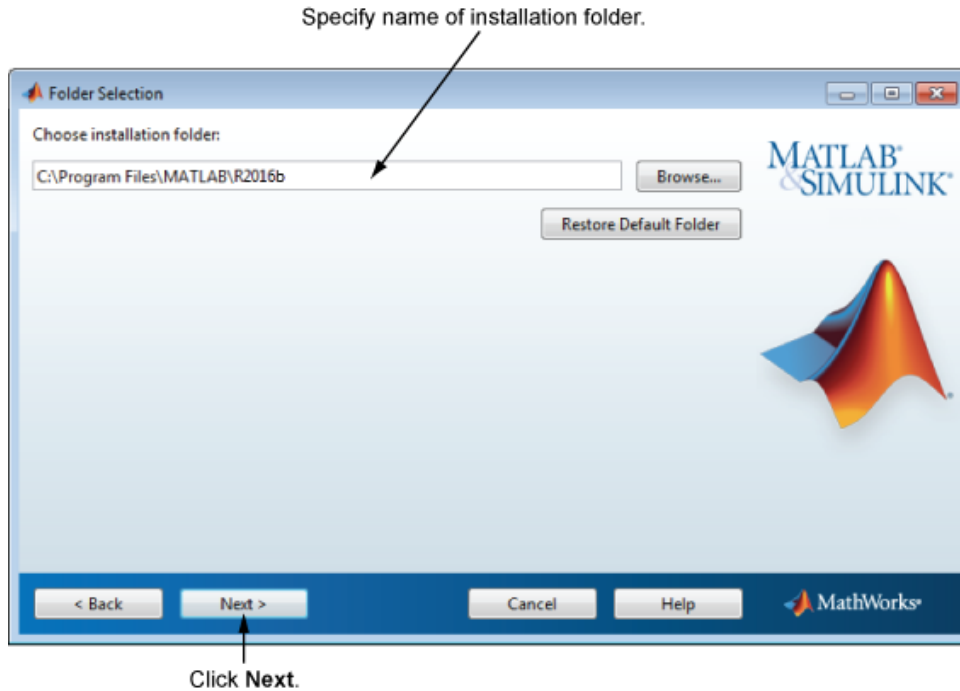 Specify name of installation folder.
Folder Selection
Choose installation folder:
C:\Program Files\MATLAB\R2016b
Browse...
Restore Default Folder
MATLAB®
&SIMULINK®
< Back
Next >
Cancel
Help
MathWorks®
Click Next.